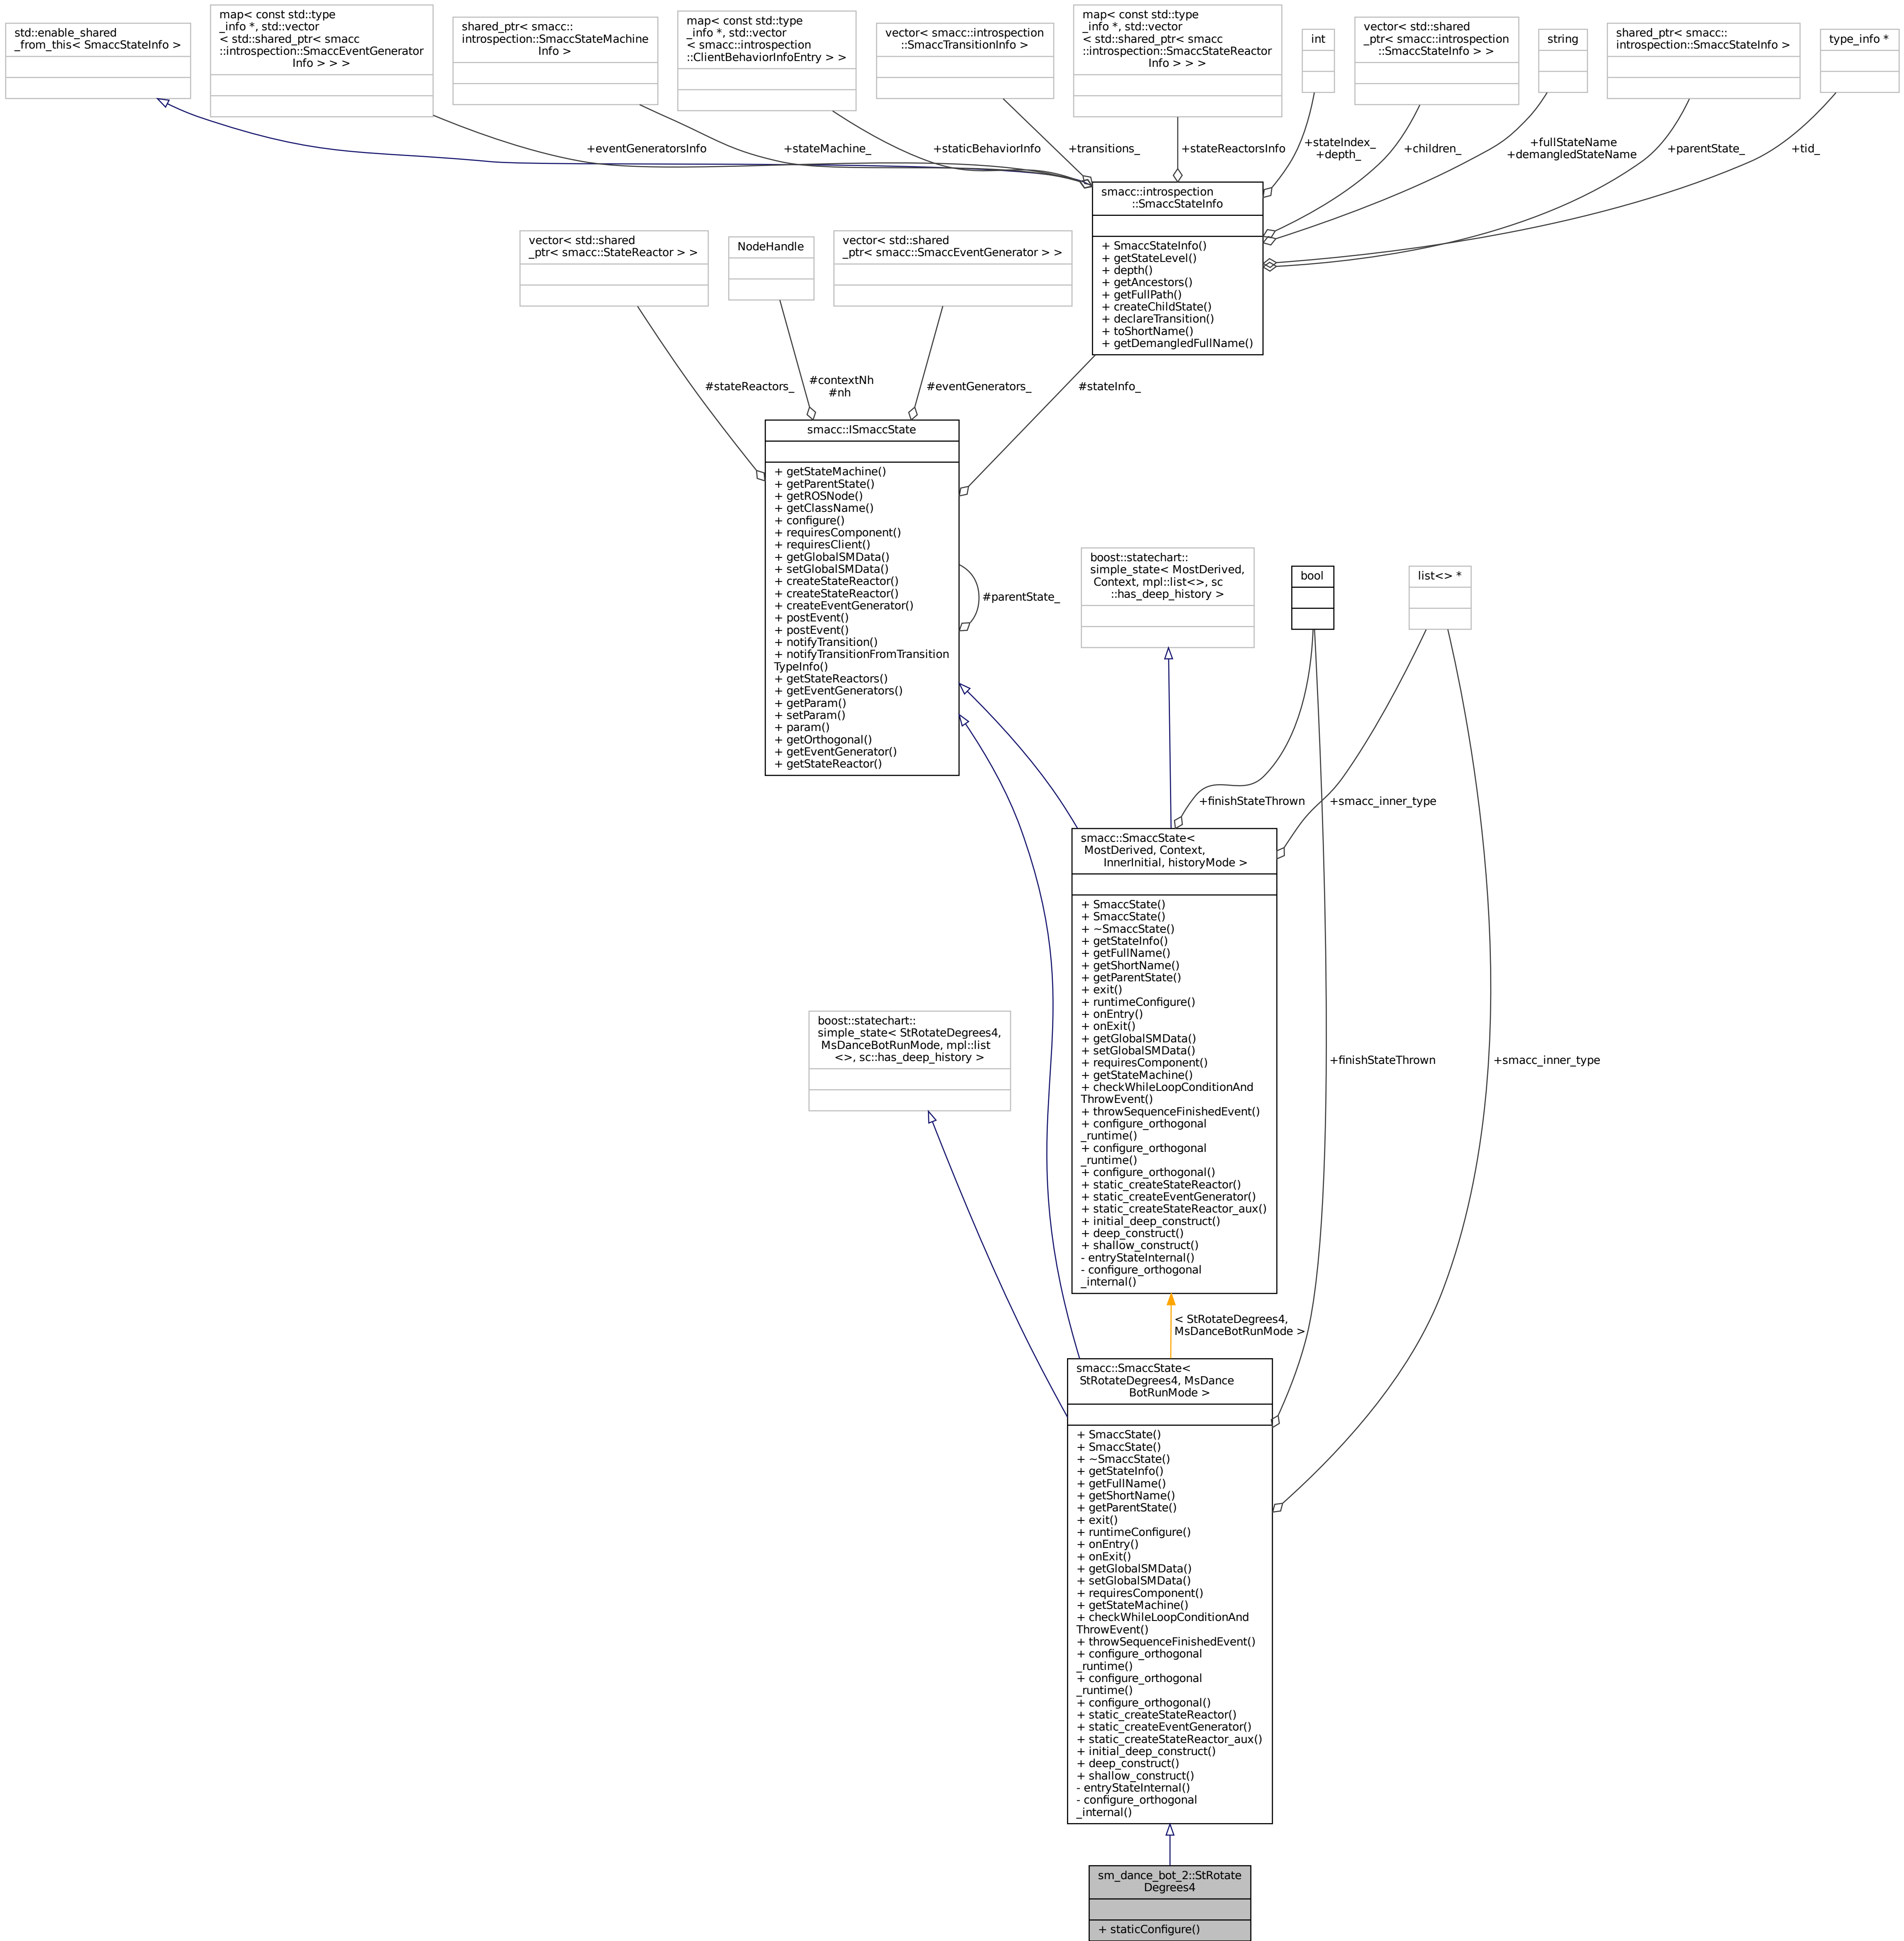 std::enable_shared
_from_this< SmaccStateInfo >
map< const std::type
_info *, std::vector
< std::shared_ptr< smacc
::introspection::SmaccEventGenerator
Info > > >
shared_ptr< smacc::
introspection::SmaccStateMachine
Info >
map< const std::type
_info *, std::vector
< smacc::introspection
::ClientBehaviorInfoEntry > >
vector< smacc::introspection
::SmaccTransitionInfo >
map< const std::type
_info *, std::vector
< std::shared_ptr< smacc
::introspection::SmaccStateReactor
Info > > >
int
vector< std::shared
_ptr< smacc::introspection
::SmaccStateInfo > >
string
shared_ptr< smacc::
introspection::SmaccStateInfo >
type_info *
+eventGeneratorsInfo
+stateMachine_
+staticBehaviorInfo
+transitions_
+stateReactorsInfo
+stateIndex_
+depth_
+children_
+fullStateName
+demangledStateName
+parentState_
+tid_
smacc::introspection
::SmaccStateInfo
+ SmaccStateInfo()
+ getStateLevel()
+ depth()
+ getAncestors()
+ getFullPath()
+ createChildState()
+ declareTransition()
+ toShortName()
+ getDemangledFullName()
vector< std::shared
_ptr< smacc::StateReactor > >
NodeHandle
vector< std::shared
_ptr< smacc::SmaccEventGenerator > >
#stateReactors_
#contextNh
#nh
#eventGenerators_
#stateInfo_
smacc::ISmaccState
+ getStateMachine()
+ getParentState()
+ getROSNode()
+ getClassName()
+ configure()
+ requiresComponent()
+ requiresClient()
+ getGlobalSMData()
+ setGlobalSMData()
+ createStateReactor()
+ createStateReactor()
+ createEventGenerator()
+ postEvent()
+ postEvent()
+ notifyTransition()
+ notifyTransitionFromTransition
TypeInfo()
+ getStateReactors()
+ getEventGenerators()
+ getParam()
+ setParam()
+ param()
+ getOrthogonal()
+ getEventGenerator()
+ getStateReactor()
#parentState_
boost::statechart::
simple_state< MostDerived,
Context, mpl::list<>, sc
::has_deep_history >
bool
list<> *
+finishStateThrown
+smacc_inner_type
smacc::SmaccState<
MostDerived, Context,
InnerInitial, historyMode >
+ SmaccState()
+ SmaccState()
+ ~SmaccState()
+ getStateInfo()
+ getFullName()
+ getShortName()
+ getParentState()
+ exit()
+ runtimeConfigure()
+ onEntry()
+ onExit()
+ getGlobalSMData()
+ setGlobalSMData()
+ requiresComponent()
+ getStateMachine()
+ checkWhileLoopConditionAnd
ThrowEvent()
+ throwSequenceFinishedEvent()
+ configure_orthogonal
_runtime()
+ configure_orthogonal
_runtime()
+ configure_orthogonal()
+ static_createStateReactor()
+ static_createEventGenerator()
+ static_createStateReactor_aux()
+ initial_deep_construct()
+ deep_construct()
+ shallow_construct()
- entryStateInternal()
- configure_orthogonal
_internal()
boost::statechart::
simple_state< StRotateDegrees4,
MsDanceBotRunMode, mpl::list
<>, sc::has_deep_history >
+finishStateThrown
+smacc_inner_type
< StRotateDegrees4,
MsDanceBotRunMode >
smacc::SmaccState<
StRotateDegrees4, MsDance
BotRunMode >
+ SmaccState()
+ SmaccState()
+ ~SmaccState()
+ getStateInfo()
+ getFullName()
+ getShortName()
+ getParentState()
+ exit()
+ runtimeConfigure()
+ onEntry()
+ onExit()
+ getGlobalSMData()
+ setGlobalSMData()
+ requiresComponent()
+ getStateMachine()
+ checkWhileLoopConditionAnd
ThrowEvent()
+ throwSequenceFinishedEvent()
+ configure_orthogonal
_runtime()
+ configure_orthogonal
_runtime()
+ configure_orthogonal()
+ static_createStateReactor()
+ static_createEventGenerator()
+ static_createStateReactor_aux()
+ initial_deep_construct()
+ deep_construct()
+ shallow_construct()
- entryStateInternal()
- configure_orthogonal
_internal()
sm_dance_bot_2::StRotate
Degrees4
+ staticConfigure()